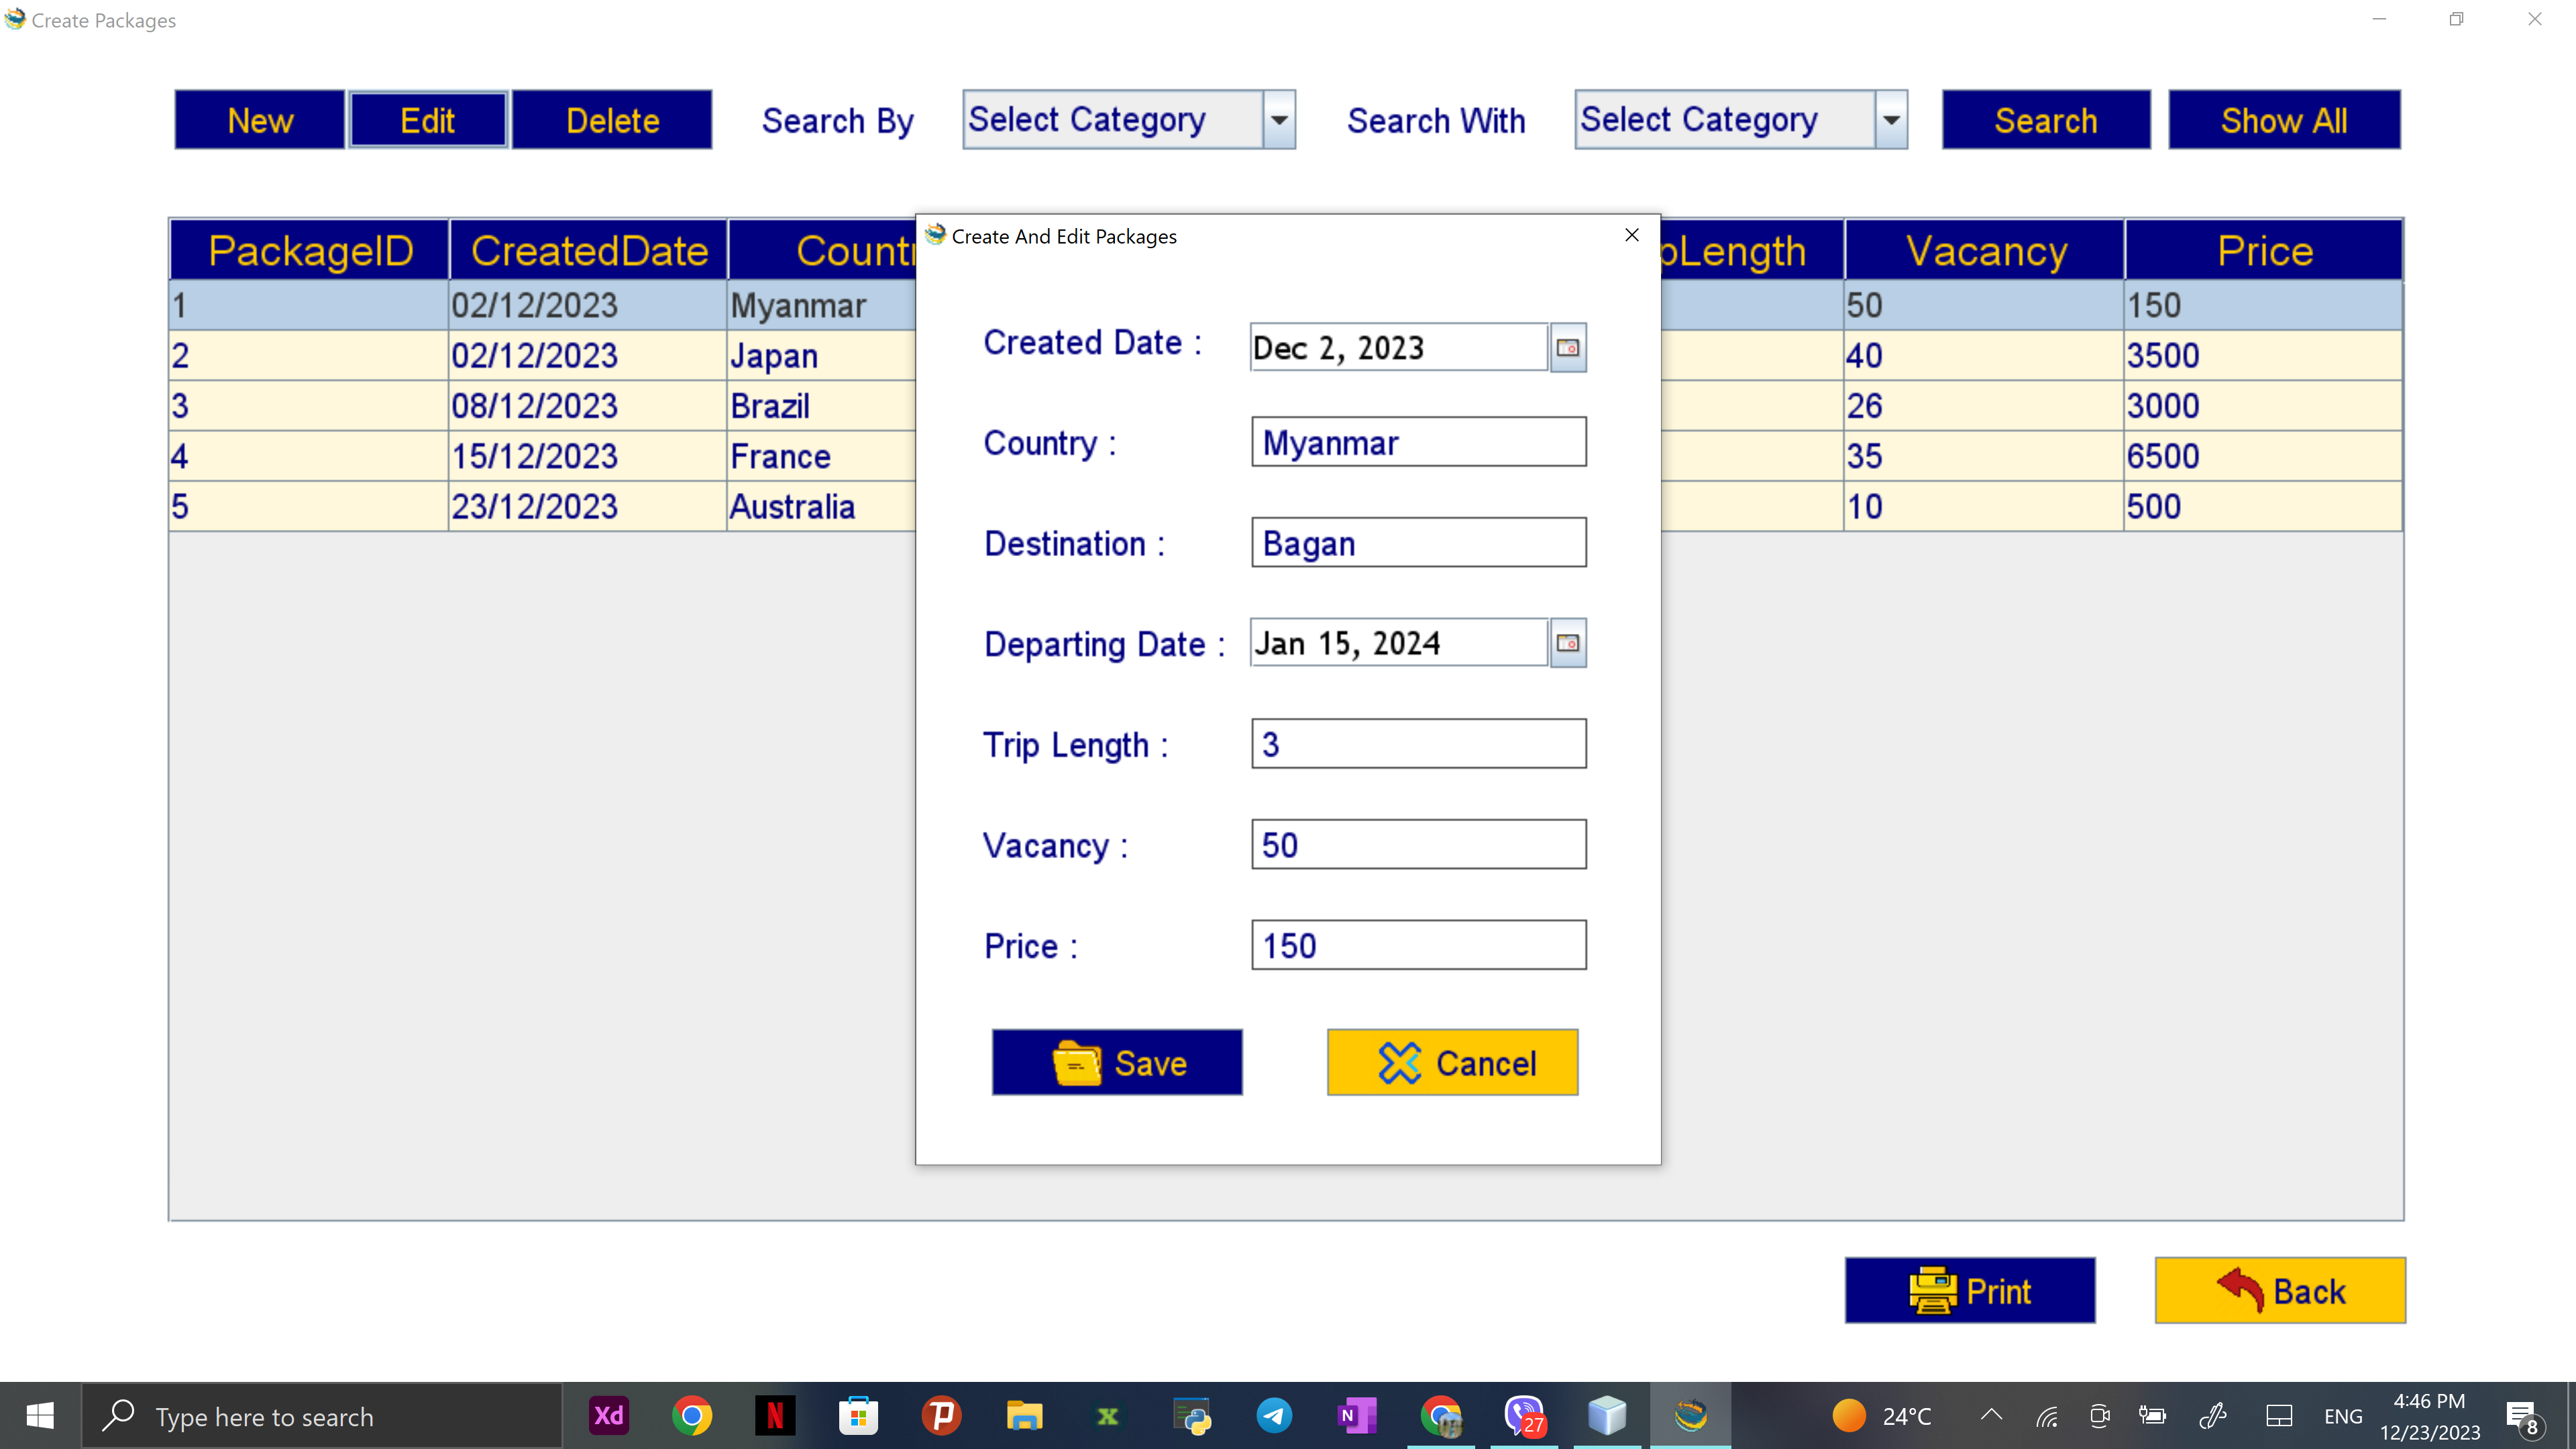 Create Packages
New Edit Delete Search By Select Category Search With Select Category Search Show All
PackageID CreatedDate Countr pLength Vacancy Price
1 02/12/2023 Myanmar 50 150
2 02/12/2023 Japan 40 3500
3 08/12/2023 Brazil 26 3000
4 15/12/2023 France 35 6500
5 23/12/2023 Australia 10 500
Create And Edit Packages
Created Date : Dec 2, 2023
Country : Myanmar
Destination : Bagan
Departing Date : Jan 15, 2024
Trip Length : 3
Vacancy : 50
Price : 150
Save Cancel
Print Back
Type here to search Xd N P X N 27 24°C ENG 4:46 PM
12/23/2023 8